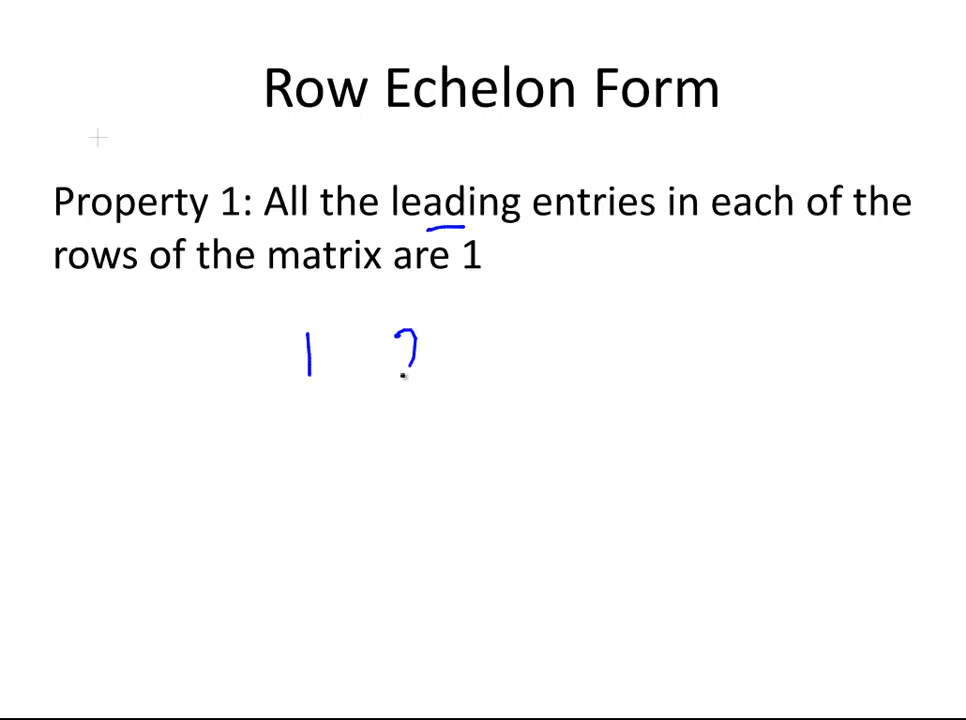 Row Echelon Form
Property 1: All the leading entries in each of the
rows of the matrix are 1
1